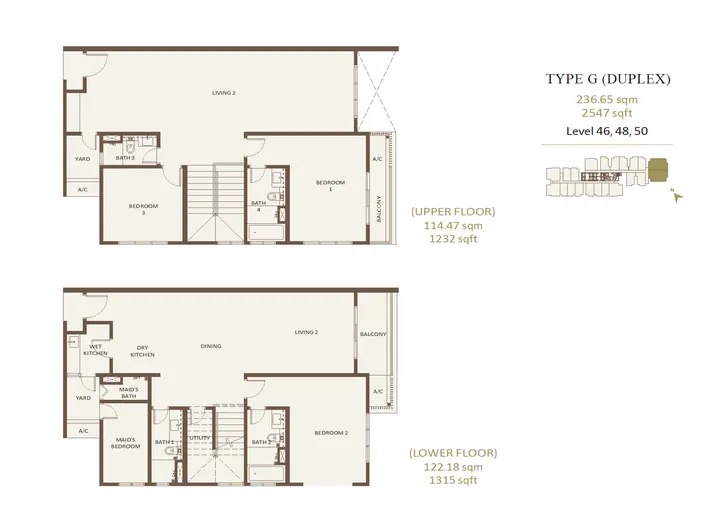 LIVING 2
YARD
BATH 3
A/C
BEDROOM
3
BATH
4
BEDROOM
1
A/C
BALCONY
(UPPER FLOOR)
114.47 sqm
1232 sqft
TYPE G (DUPLEX)
236.65 sqm
2547 sqft
Level 46, 48, 50
N
WET
KITCHEN
DRY
KITCHEN
DINING
LIVING 2
BALCONY
YARD
MAID'S
BATH
A/C
A/C
MAID'S
BEDROOM
BATH 1
UTILITY
BATH 2
BEDROOM 2
(LOWER FLOOR)
122.18 sqm
1315 sqft